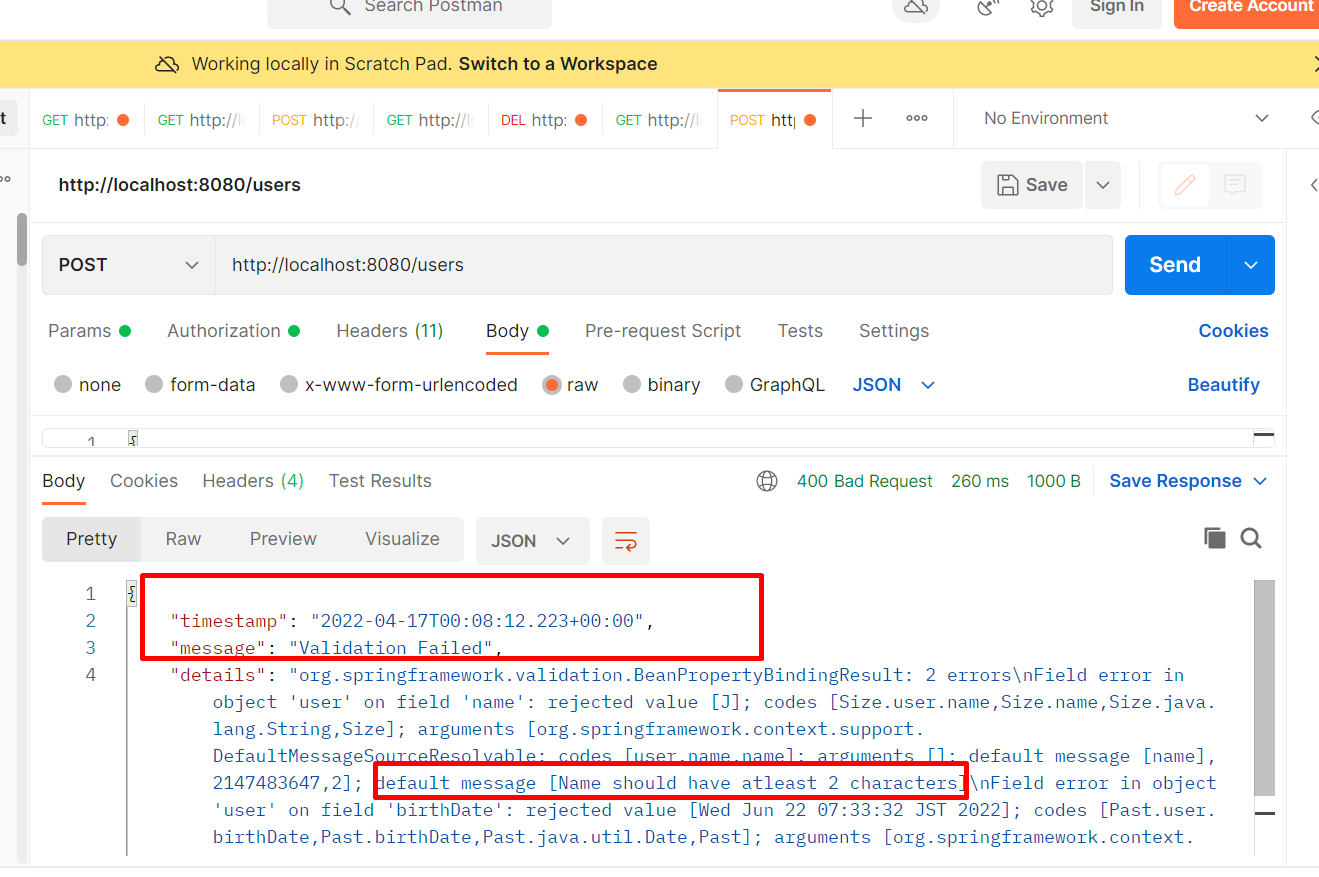 Search Postman
Sign In
Create Account
Working locally in Scratch Pad. Switch to a Workspace
GET http: GET http://l POST http:// GET http://l DEL http: GET http://l POST http No Environment
http://localhost:8080/users
Save
POST http://localhost:8080/users Send
Params Authorization Headers (11) Body Pre-request Script Tests Settings Cookies
none form-data x-www-form-urlencoded raw binary GraphQL JSON Beautify
1 {
Body Cookies Headers (4) Test Results 400 Bad Request 260 ms 1000 B Save Response
Pretty Raw Preview Visualize JSON
1 {
2 "timestamp": "2022-04-17T00:08:12.223+00:00",
3 "message": "Validation Failed",
4 "details": "org.springframework.validation.BeanPropertyBindingResult: 2 errors\nField error in
object 'user' on field 'name': rejected value [J]; codes [Size.user.name,Size.name,Size.java.
lang.String,Size]; arguments [org.springframework.context.support.
DefaultMessageSourceResolvable: codes [user.name,name]; arguments []; default message [name],
2147483647,2]; default message [Name should have atleast 2 characters]\nField error in object
'user' on field 'birthDate': rejected value [Wed Jun 22 07:33:32 JST 2022]; codes [Past.user.
birthDate,Past.birthDate,Past.java.util.Date,Past]; arguments [org.springframework.context.